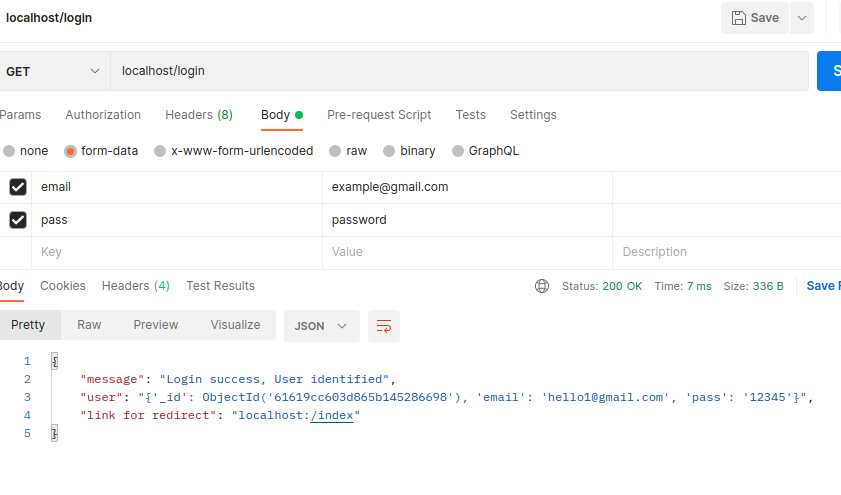 localhost/login
Save
GET localhost/login S
Params Authorization Headers (8) Body Pre-request Script Tests Settings
none form-data x-www-form-urlencoded raw binary GraphQL
email example@gmail.com
pass password
Key Value Description
Body Cookies Headers (4) Test Results Status: 200 OK Time: 7 ms Size: 336 B Save R
Pretty Raw Preview Visualize JSON
1 {
2 "message": "Login success, User identified",
3 "user": "{'_id': ObjectId('61619cc603d865b145286698'), 'email': 'hello1@gmail.com', 'pass': '12345'}",
4 "link for redirect": "localhost:/index"
5 }